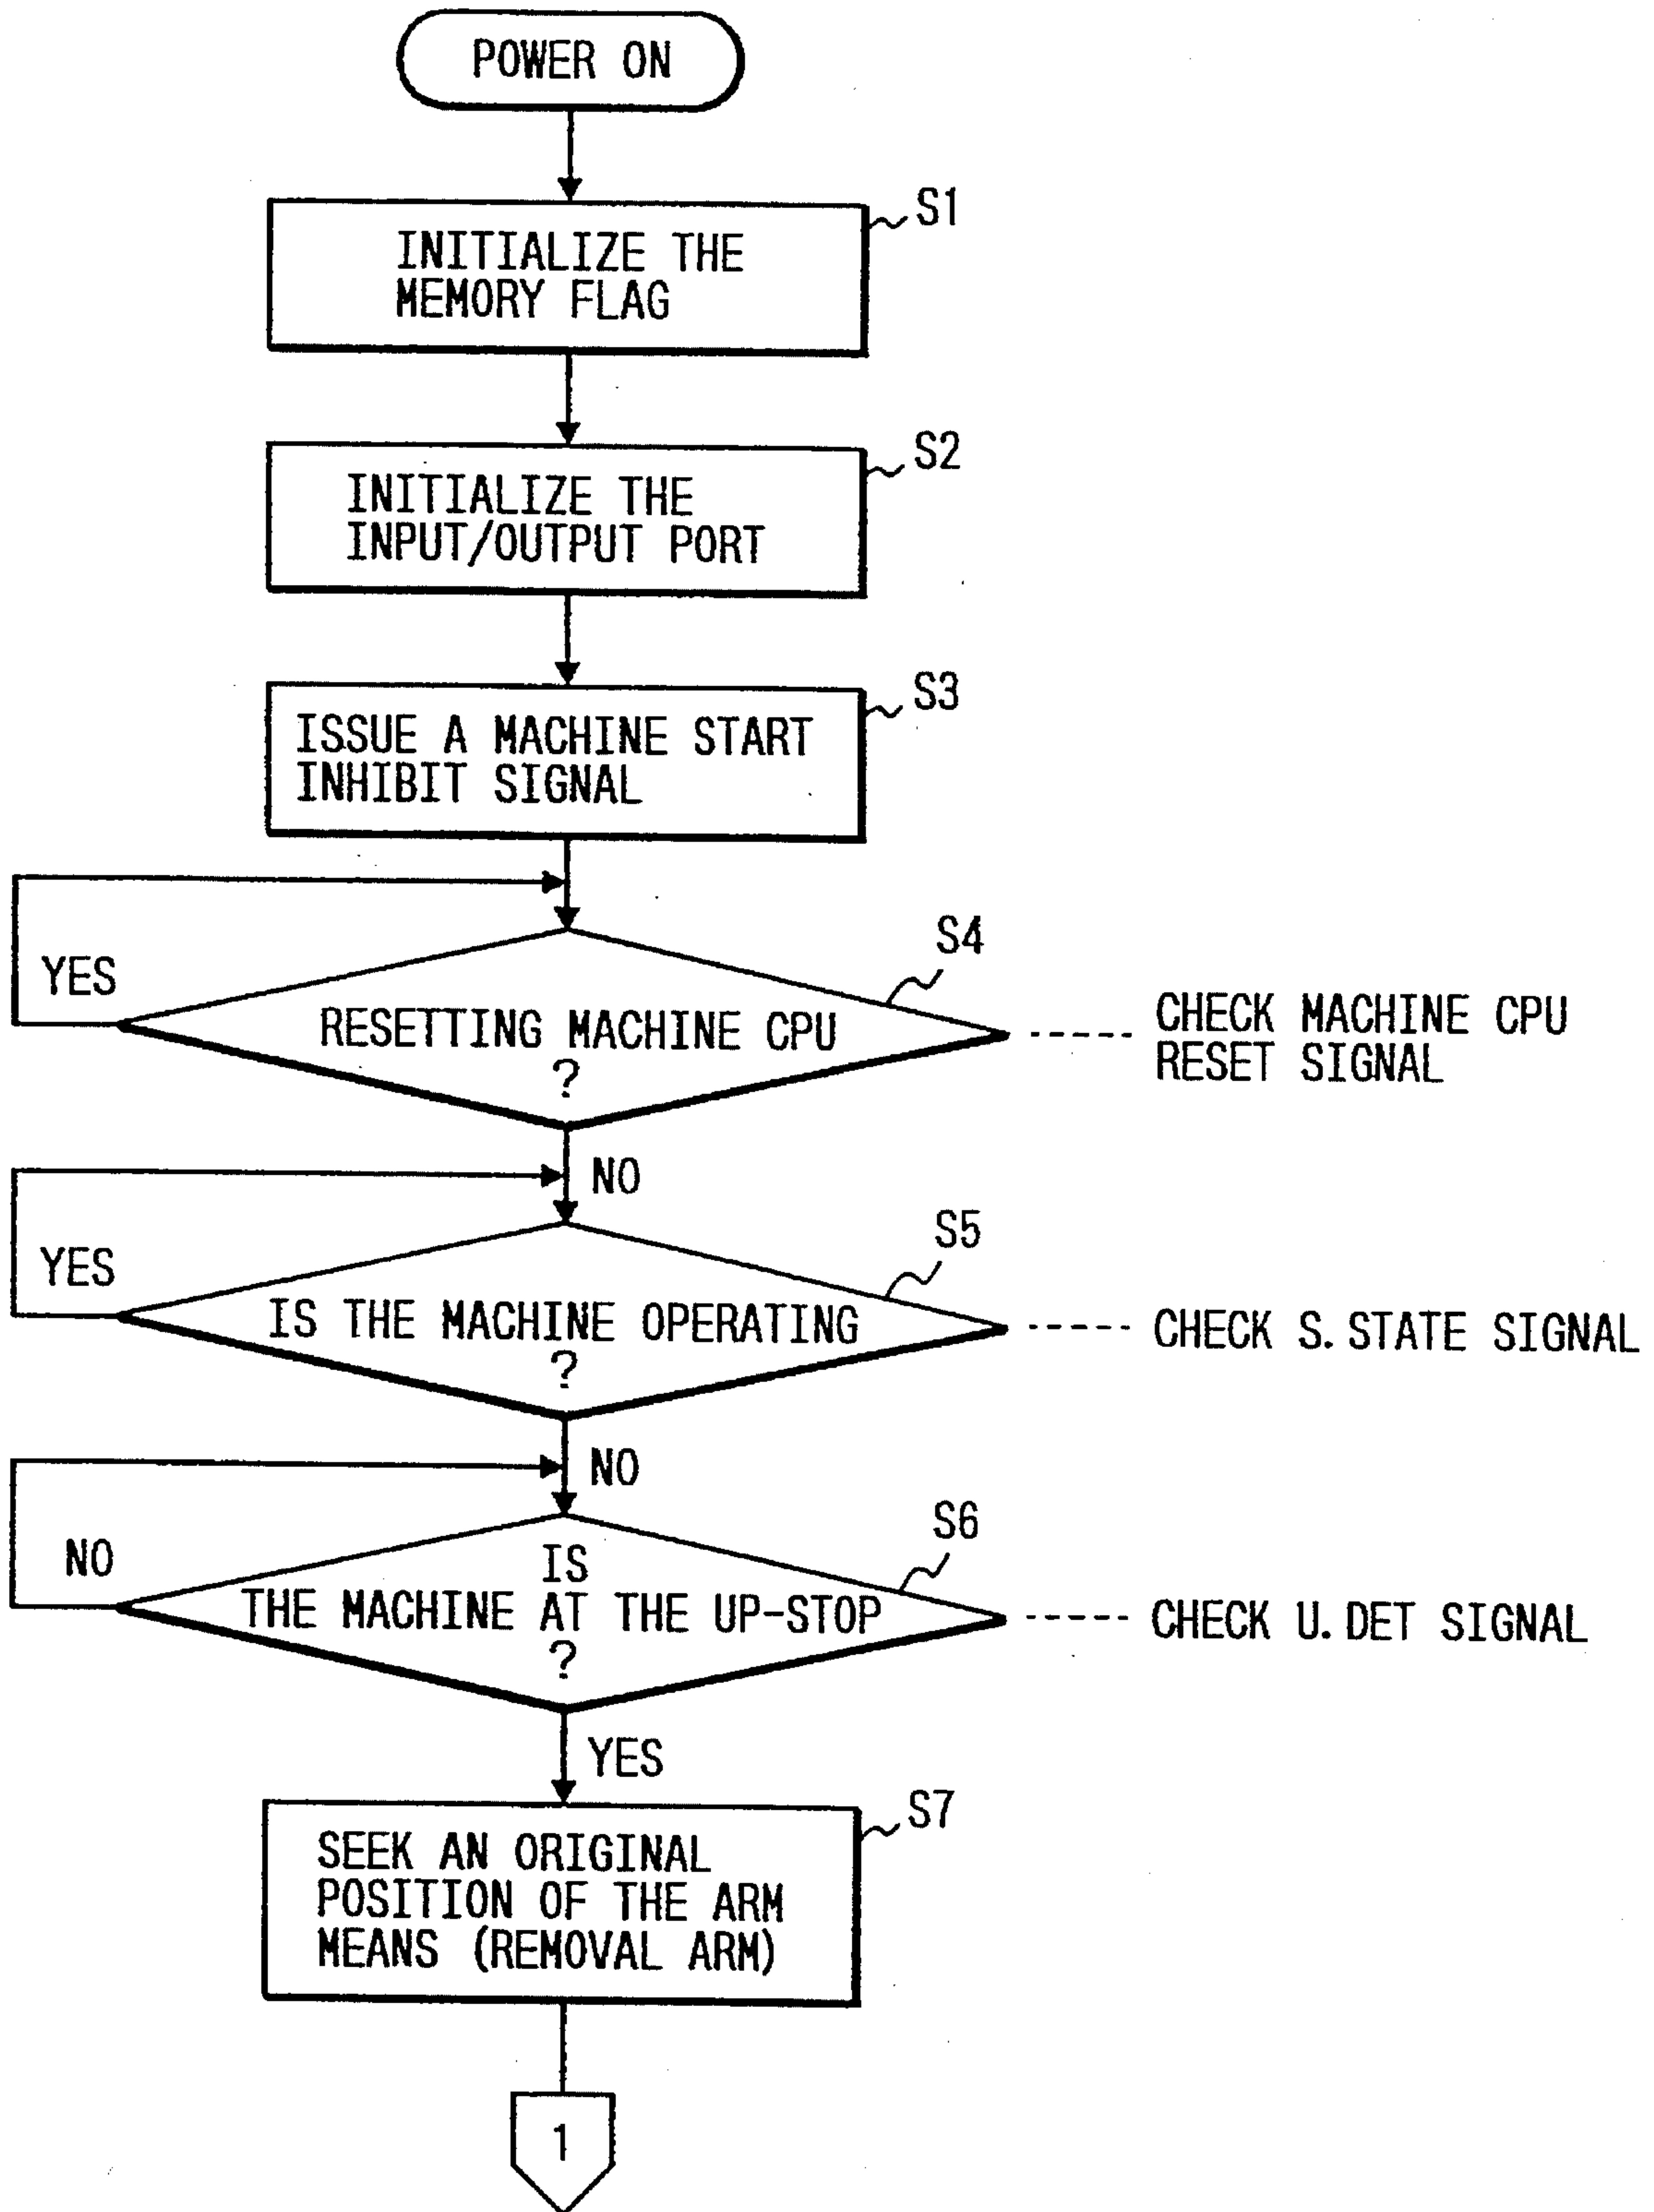 POWER ON
S1
INITIALIZE THE
MEMORY FLAG
S2
INITIALIZE THE
INPUT/OUTPUT PORT
S3
ISSUE A MACHINE START
INHIBIT SIGNAL
S4
YES
RESETTING MACHINE CPU
?
CHECK MACHINE CPU
RESET SIGNAL
NO
S5
YES
IS THE MACHINE OPERATING
?
CHECK S. STATE SIGNAL
NO
S6
NO
IS
THE MACHINE AT THE UP-STOP
?
CHECK U. DET SIGNAL
YES
S7
SEEK AN ORIGINAL
POSITION OF THE ARM
MEANS (REMOVAL ARM)
1